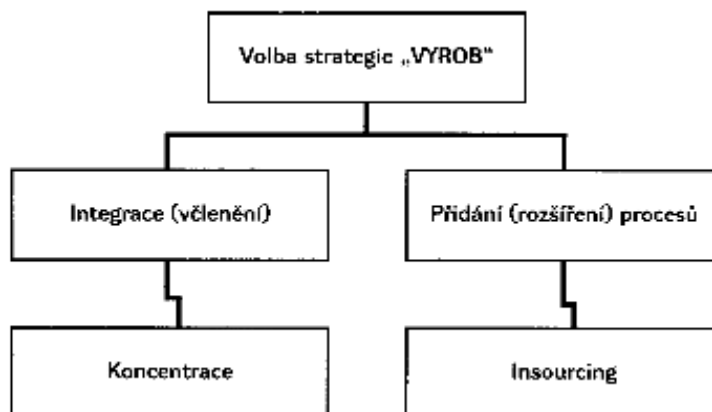 Volba strategie „VYROB“
Integrace (včlenění)
Přidání (rozšíření) procesů
Koncentrace
Insourcing